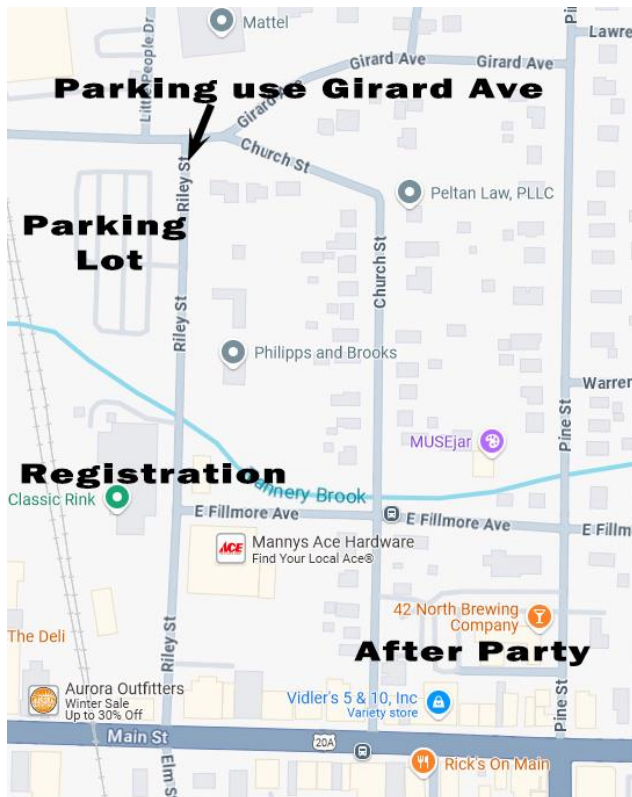 Mattel
Pi
Lawre
Little People Dr
Girard Ave
Girard Ave
Parking use Girard Ave
Girard Ave
Church St
Riley St
Peltan Law, PLLC
Parking
Lot
Church St
Riley St
Philipps and Brooks
Warren
Pine St
MUSEjar
Registration
Classic Rink
Tannery Brook
E Fillmore Ave
E Fillmore Ave
E Fillm
ACE
Mannys Ace Hardware
Find Your Local Ace®
42 North Brewing
Company
The Deli
Riley St
After Party
Aurora Outfitters
Winter Sale
Up to 30% Off
Vidler's 5 & 10, Inc
Variety store
Pine St
Main St
20A
Elm S
Rick's On Main